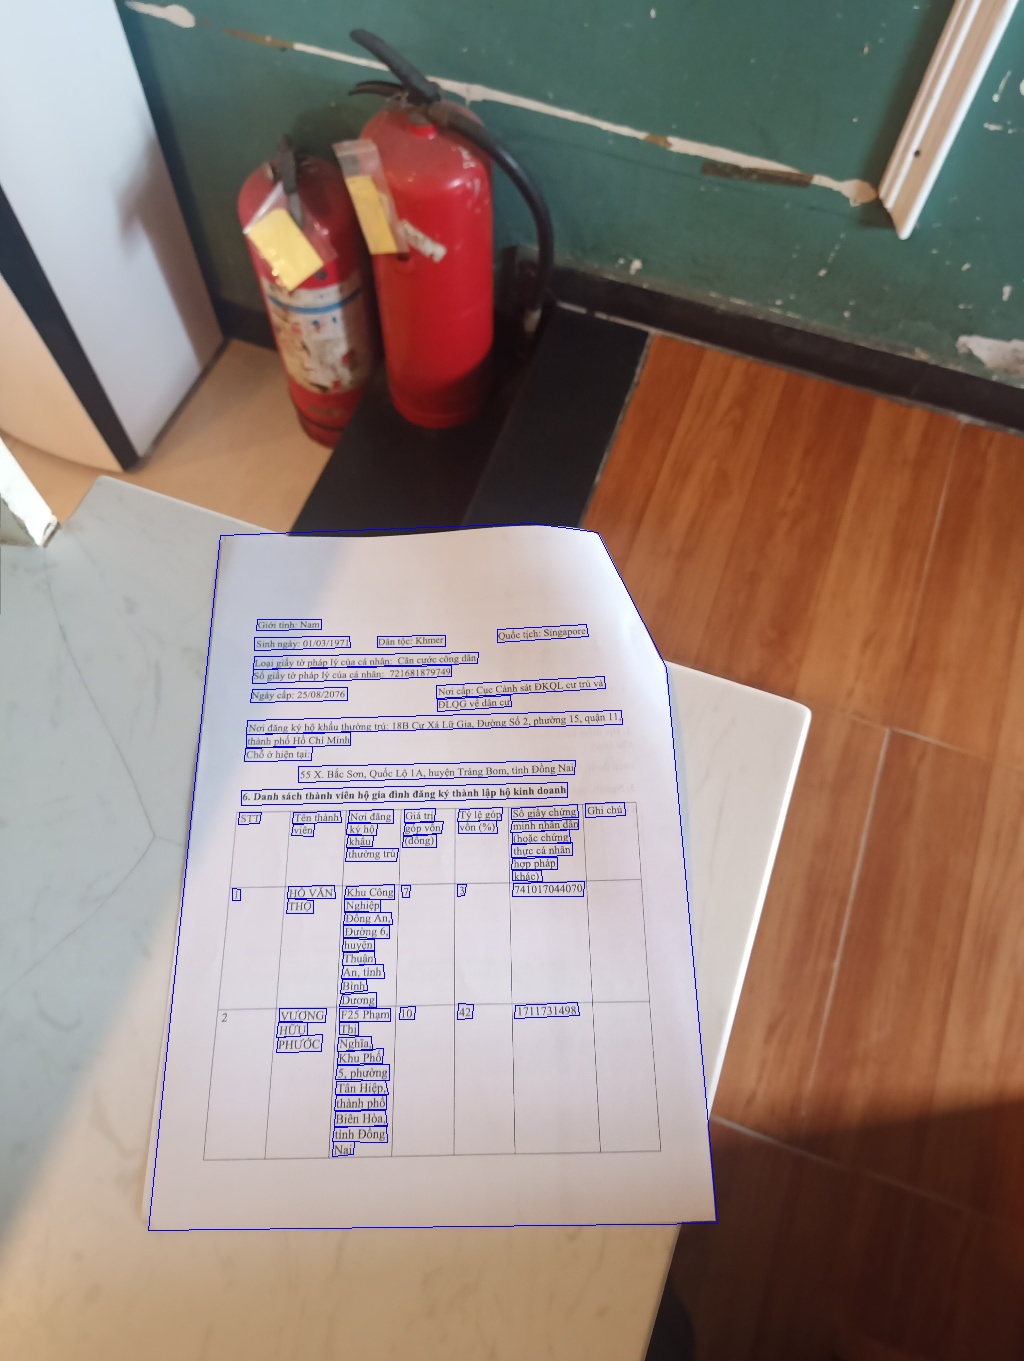 Giới tính: Nam
Sinh ngày: 01/03/1971 Dân tộc: Khmer Quốc tịch: Singapore
Loại giấy tờ pháp lý của cá nhân: Căn cước công dân
Số giấy tờ pháp lý của cá nhân: 721681879749
Ngày cấp: 25/08/2076 Nơi cấp: Cục Cảnh sát ĐKQL cư trú và
ĐLQG về dân cư
Nơi đăng ký hộ khẩu thường trú: 18B Cư Xá Lữ Gia, Đường Số 2, phường 15, quận 11,
thành phố Hồ Chí Minh
Chỗ ở hiện tại:
55 X. Bắc Sơn, Quốc Lộ 1A, huyện Trảng Bom, tỉnh Đồng Nai
6. Danh sách thành viên hộ gia đình đăng ký thành lập hộ kinh doanh
STT
Tên thành
viên
Nơi đăng
ký hộ
khẩu
thường trú
Giá trị
góp vốn
(đồng)
Tỷ lệ góp
vốn (%)
Số giấy chứng
minh nhân dân
(hoặc chứng
thực cá nhân
hợp pháp
khác)
Ghi chú
1
HỒ VĂN
THỌ
Khu Công
Nghiệp
Đồng An,
Đường 6,
huyện
Thuận
An, tỉnh
Bình
Dương
7
3
741017044070
2
VƯƠNG
HỮU
PHƯỚC
F25 Phạm
Thị
Nghĩa,
Khu Phố
5, phường
Tân Hiệp,
thành phố
Biên Hòa,
tỉnh Đồng
Nai
10
42
1711731498